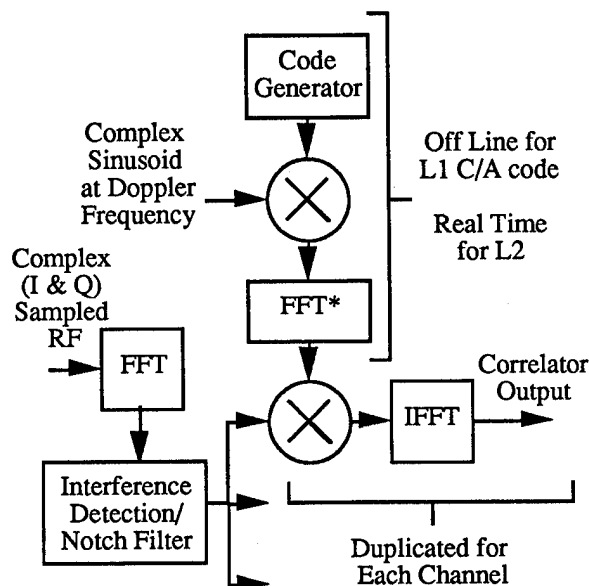 Code
Generator
Complex
Sinusoid
at Doppler
Frequency
Off Line for
L1 C/A code
Real Time
for L2
Complex
(I & Q)
Sampled
RF
FFT*
FFT
Correlator
Output
IFFT
Interference
Detection/
Notch Filter
Duplicated for
Each Channel